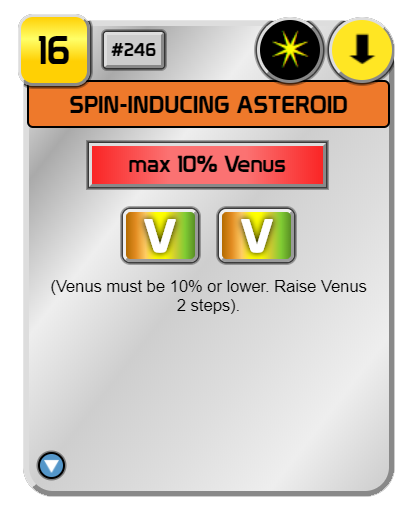 16
#246
SPIN-INDUCING ASTEROID
max 10% Venus
V V
(Venus must be 10% or lower. Raise Venus
2 steps).